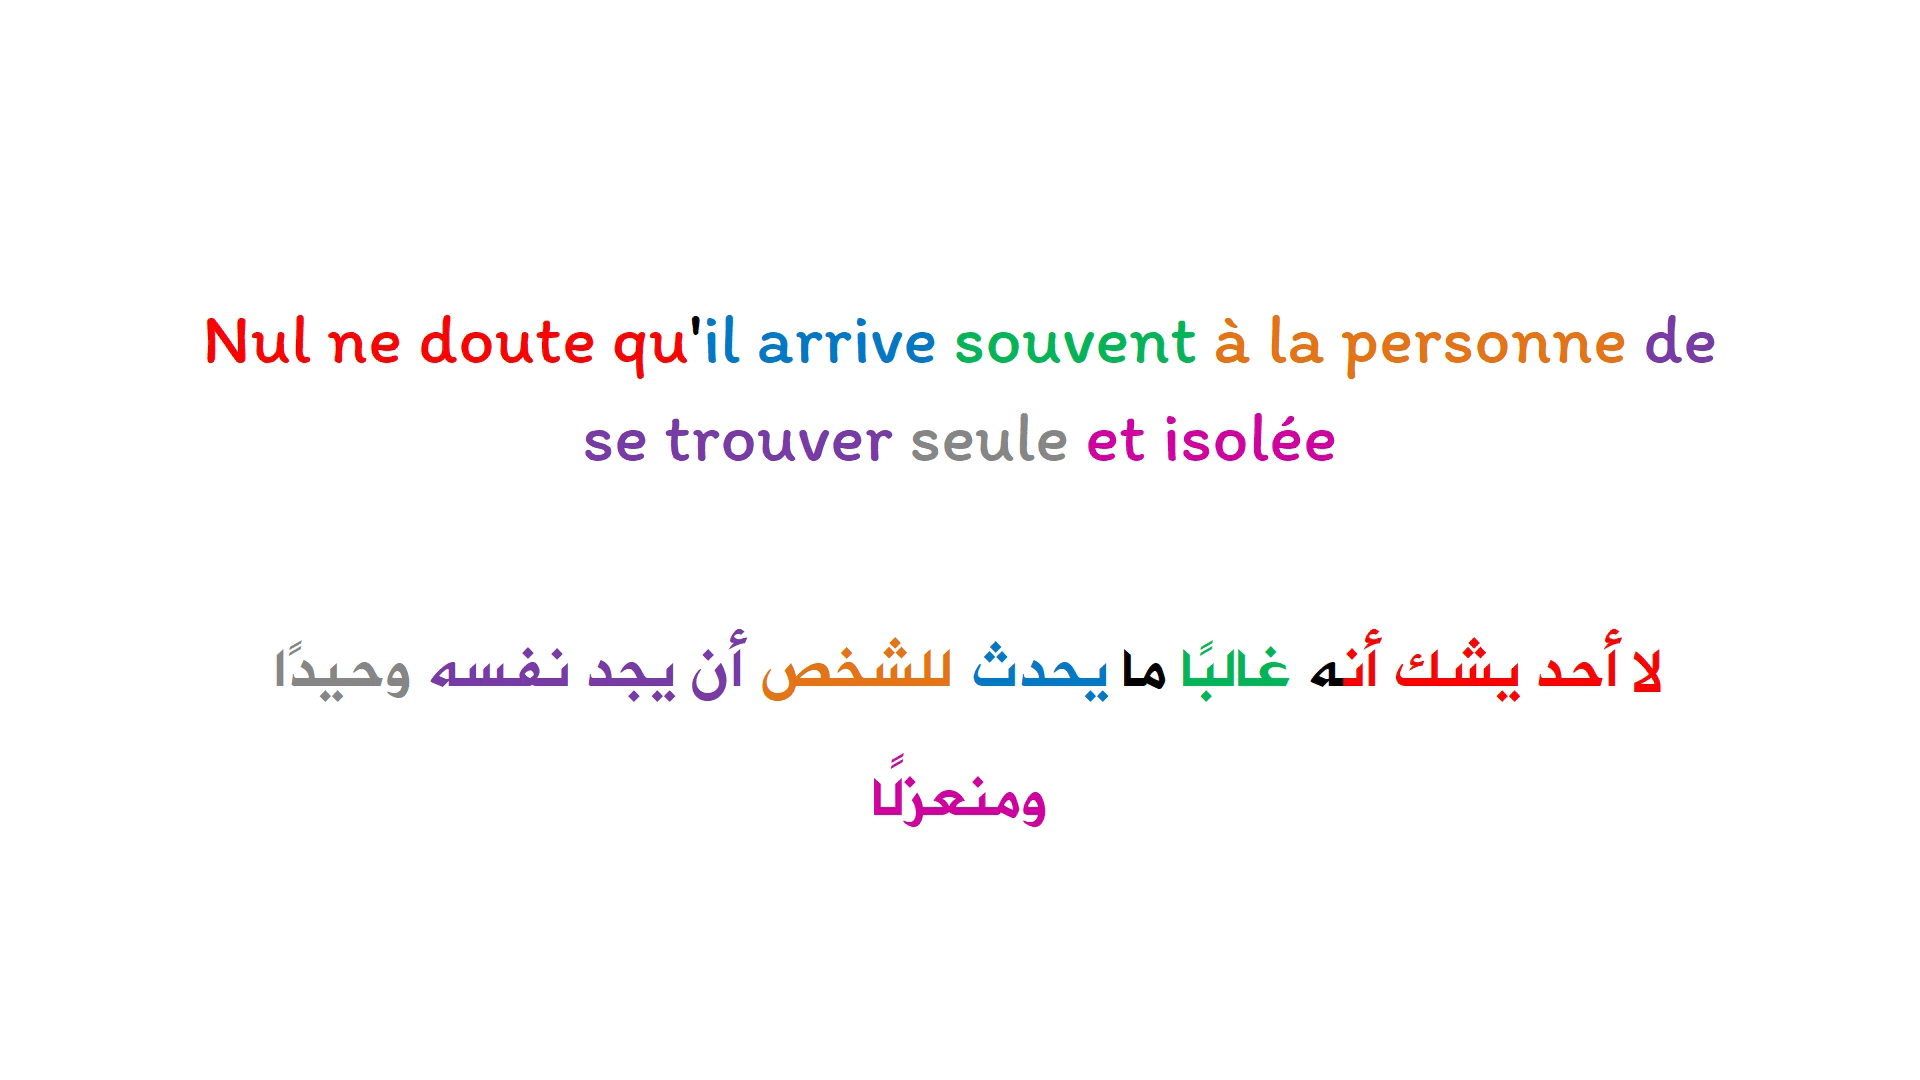 Nul ne doute qu'il arrive souvent à la personne de
se trouver seule et isolée
لا أحد يشك أنه غالبًا ما يحدث للشخص أن يجد نفسه وحيدًا
ومنعزلًا